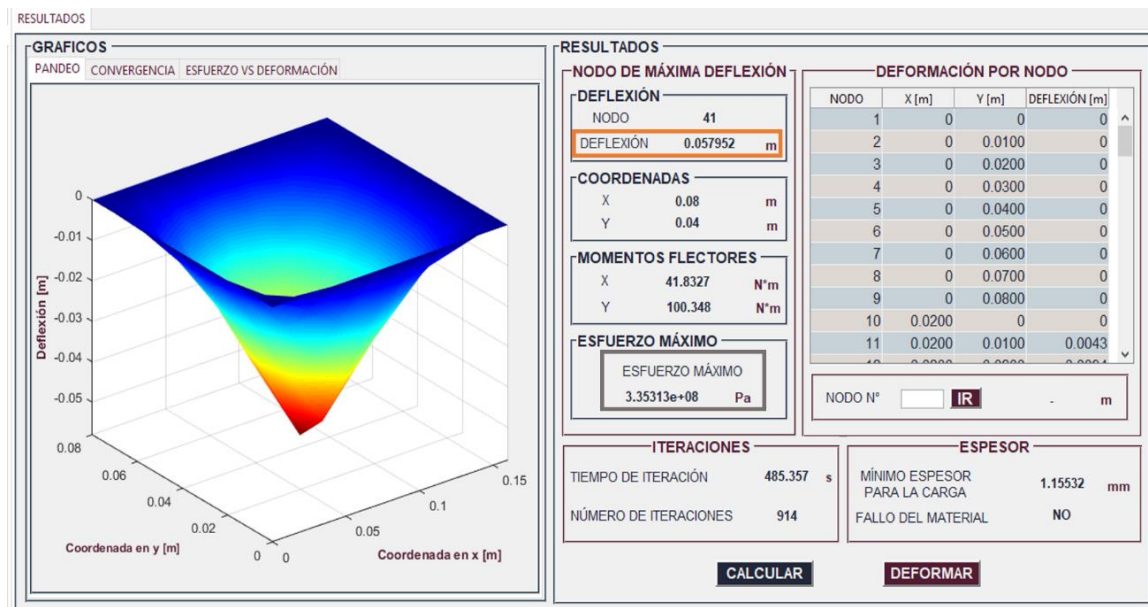 RESULTADOS
GRAFICOS
PANDEO CONVERGENCIA ESFUERZO VS DEFORMACIÓN
0
-0.01
-0.02
-0.03
-0.04
-0.05
Deflexión [m]
0.08
0.06
0.04
0.02
0
Coordenada en y [m]
0
0.05
0.1
0.15
Coordenada en x [m]
RESULTADOS
NODO DE MÁXIMA DEFLEXIÓN
DEFLEXIÓN
NODO 41
DEFLEXIÓN 0.057952 m
COORDENADAS
X 0.08 m
Y 0.04 m
MOMENTOS FLECTORES
X 41.8327 N*m
Y 100.348 N*m
ESFUERZO MÁXIMO
ESFUERZO MÁXIMO
3.35313e+08 Pa
DEFORMACIÓN POR NODO
NODO X [m] Y [m] DEFLEXIÓN [m]
1 0 0 0
2 0 0.0100 0
3 0 0.0200 0
4 0 0.0300 0
5 0 0.0400 0
6 0 0.0500 0
7 0 0.0600 0
8 0 0.0700 0
9 0 0.0800 0
10 0.0200 0 0
11 0.0200 0.0100 0.0043
NODO N° IR - m
ITERACIONES
TIEMPO DE ITERACIÓN 485.357 s
NÚMERO DE ITERACIONES 914
ESPESOR
MÍNIMO ESPESOR
PARA LA CARGA 1.15532 mm
FALLO DEL MATERIAL NO
CALCULAR DEFORMAR